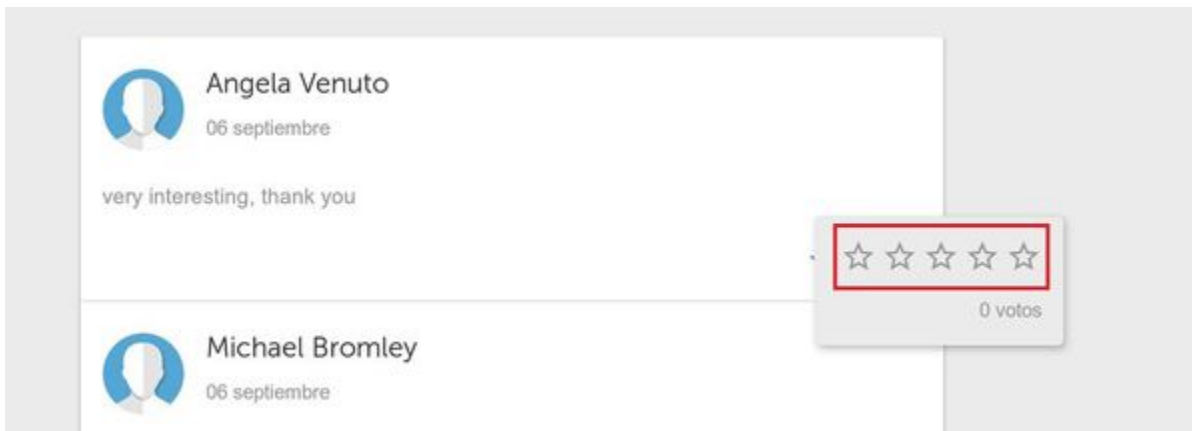 Angela Venuto
06 septiembre
very interesting, thank you
0 votos
Michael Bromley
06 septiembre